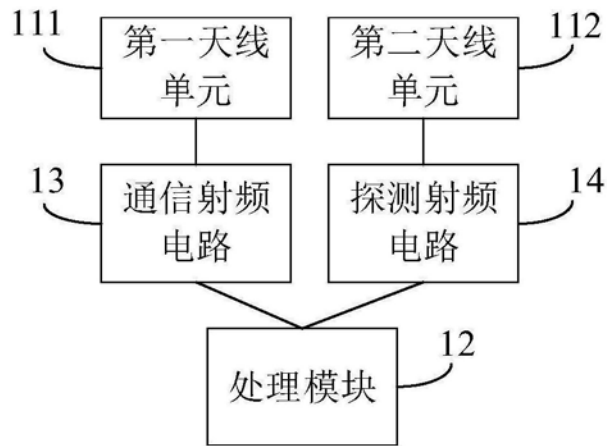 111
第一天线
单元
第二天线
单元
112
13
通信射频
电路
探测射频
电路
14
处理模块
12